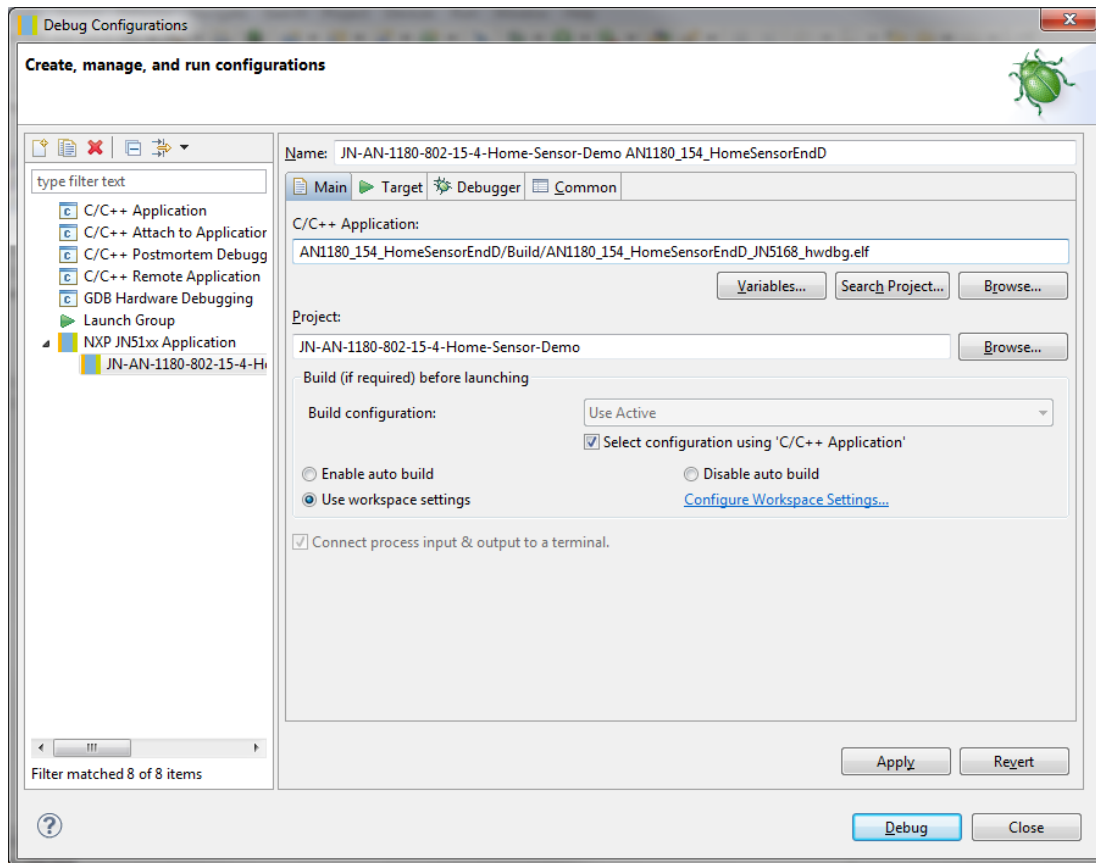 Debug Configurations
Create, manage, and run configurations
type filter text
C/C++ Application
C/C++ Attach to Application
C/C++ Postmortem Debugg
C/C++ Remote Application
GDB Hardware Debugging
Launch Group
NXP JN51xx Application
JN-AN-1180-802-15-4-H
Filter matched 8 of 8 items
Name: JN-AN-1180-802-15-4-Home-Sensor-Demo AN1180_154_HomeSensorEndD
Main Target Debugger Common
C/C++ Application:
AN1180_154_HomeSensorEndD/Build/AN1180_154_HomeSensorEndD_JN5168_hwdbg.elf
Variables... Search Project... Browse...
Project:
JN-AN-1180-802-15-4-Home-Sensor-Demo Browse...
Build (if required) before launching
Build configuration: Use Active
Select configuration using 'C/C++ Application'
Enable auto build Disable auto build
Use workspace settings Configure Workspace Settings...
Connect process input & output to a terminal.
Apply Revert
Debug Close